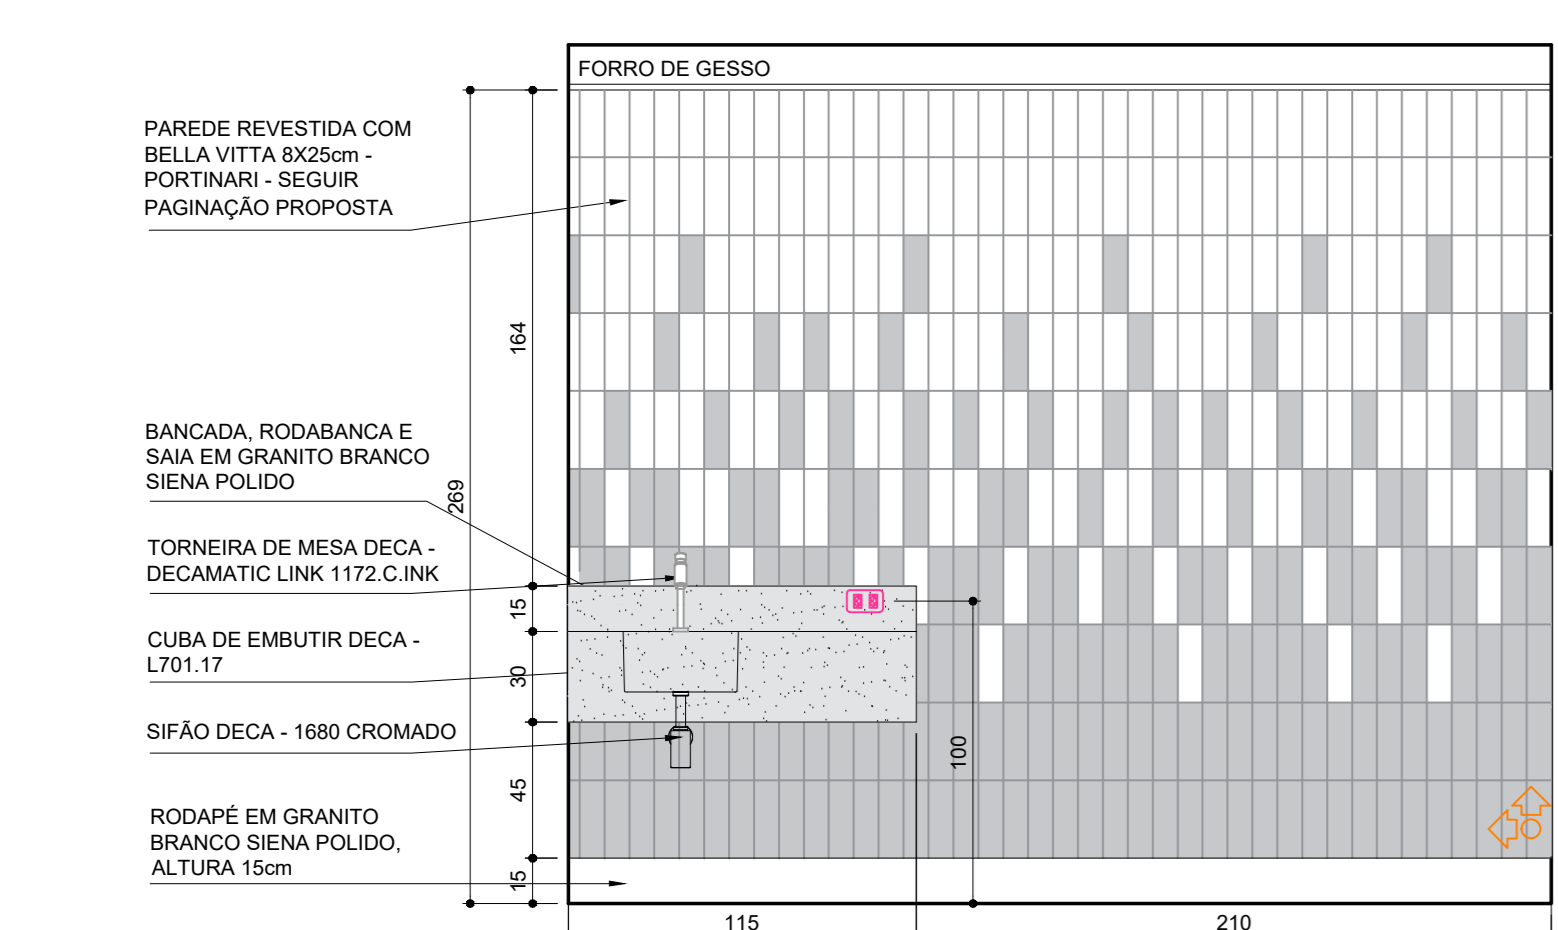 FORRO DE GESSO
PAREDE REVESTIDA COM
BELLA VITTA 8X25cm -
PORTINARI - SEGUIR
PAGINAÇÃO PROPOSTA
164
BANCADA, RODABANCA E
SAIA EM GRANITO BRANCO
SIENA POLIDO
269
TORNEIRA DE MESA DECA -
DECAMATIC LINK 1172.C.INK
15
CUBA DE EMBUTIR DECA -
L701.17
30
SIFÃO DECA - 1680 CROMADO
100
45
RODAPÉ EM GRANITO
BRANCO SIENA POLIDO,
ALTURA 15cm
15
115
210